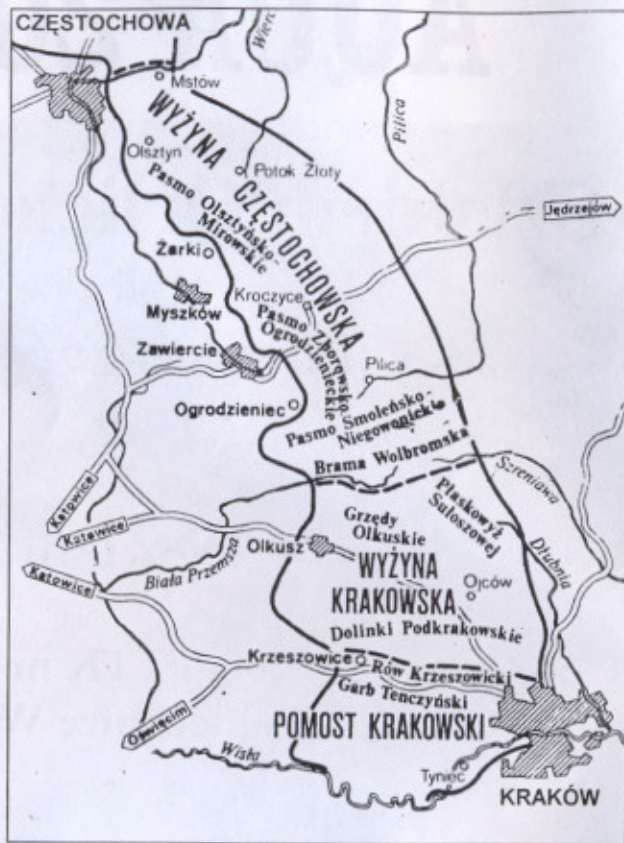 CZĘSTOCHOWA
Mstów
Pilica
WYŻYNA CZĘSTOCHOWSKA
Olsztyn
Potok Złoty
Pasmo Olsztyńsko-
Mirowskie
Jędrzejów
Żarki
Kroczyce
Myszków
Pasmo Zborowsko-
Ogrodzienieckie
Zawiercie
Pilica
Ogrodzieniec
Pasmo Smoleńsko-
Niegowonickie
Brama Wolbromska
Szreniawa
Katowice
Katowice
Płaskowyż
Sułoszowej
Grzędy
Olkuskie
Dłubnia
Olkusz
Katowice
Biała Przemsza
WYŻYNA
KRAKOWSKA
Ojców
Dolinki Podkrakowskie
Krzeszowice
Rów Krzeszowicki
Garb Tenczyński
Oświęcim
POMOST KRAKOWSKI
Wisła
Tyniec
KRAKÓW